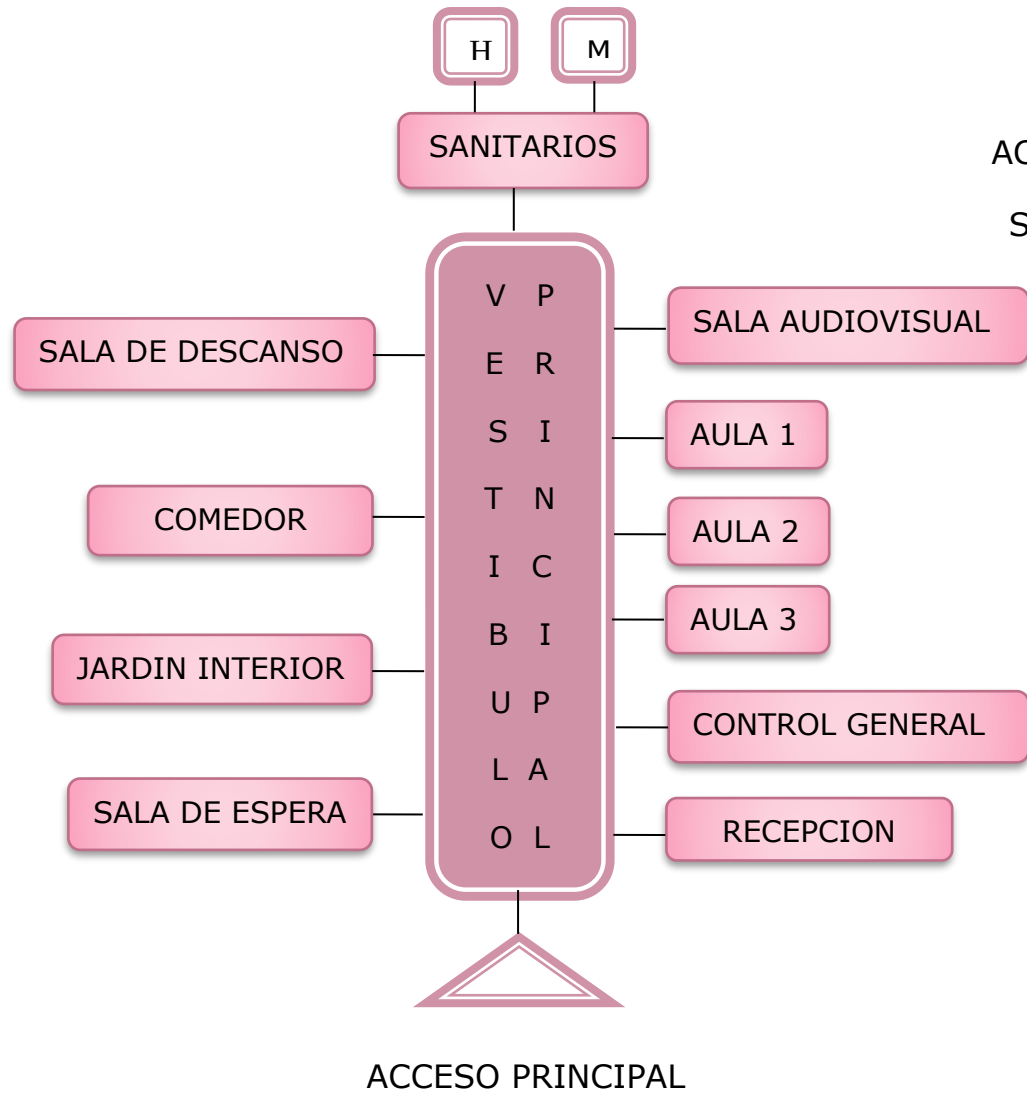 H M
SANITARIOS
AC
S
V P
E R
S I
T N
I C
B I
U P
L A
O L
SALA DE DESCANSO
COMEDOR
JARDIN INTERIOR
SALA DE ESPERA
SALA AUDIOVISUAL
AULA 1
AULA 2
AULA 3
CONTROL GENERAL
RECEPCION
ACCESO PRINCIPAL